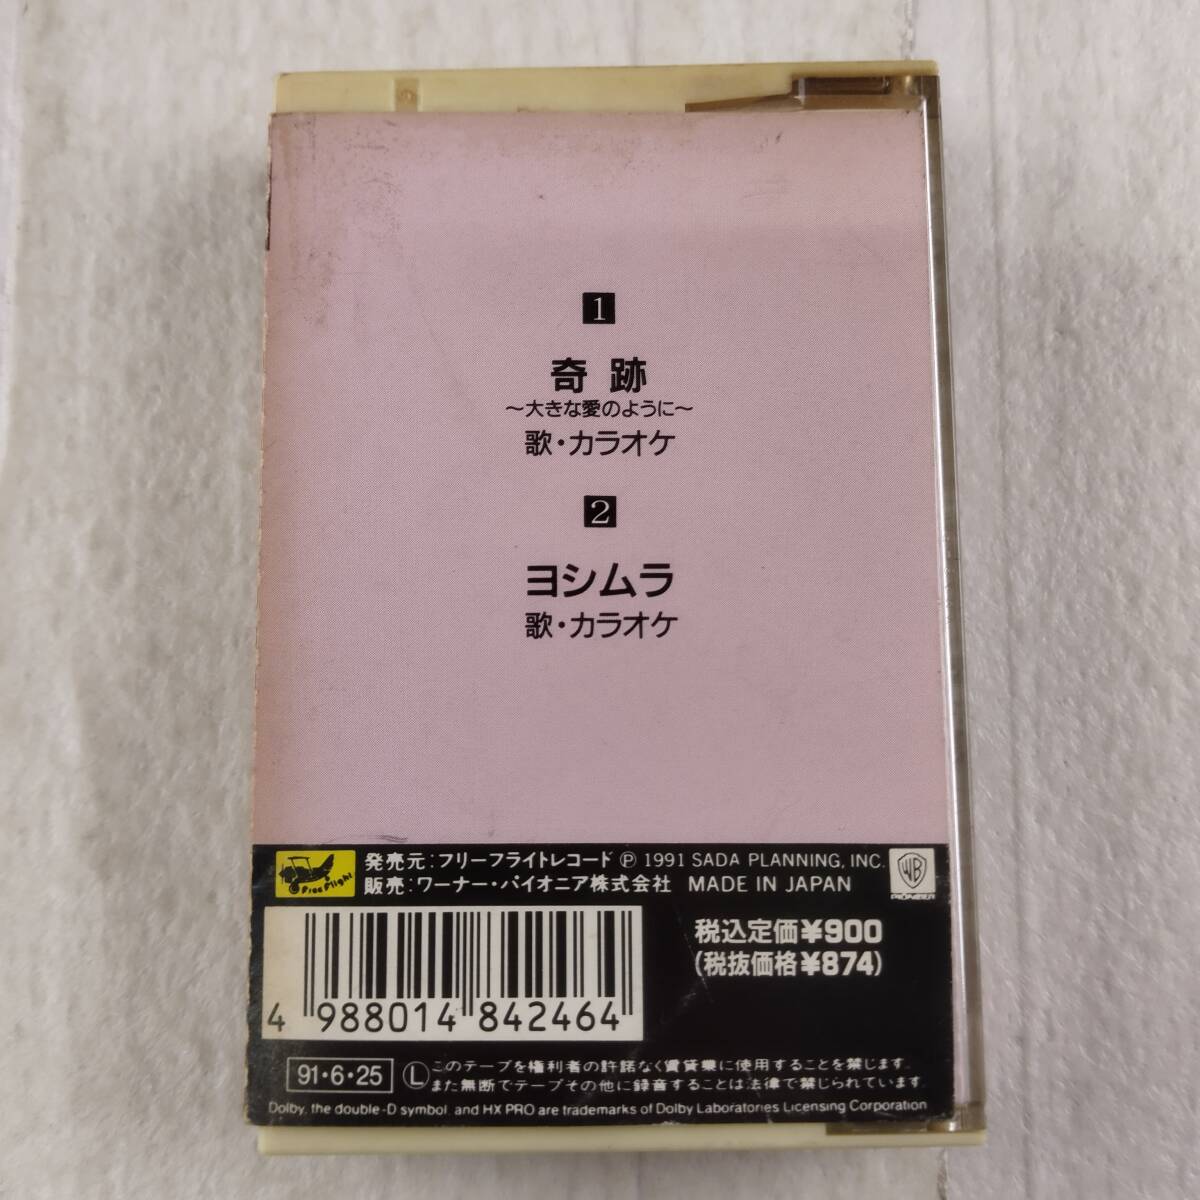 1
奇跡
〜大きな愛のように〜
歌・カラオケ
2
ヨシムラ
歌・カラオケ
Free Flight
発売元:フリーフライトレコード Ⓟ 1991 SADA PLANNING, INC.
販売:ワーナー・パイオニア株式会社 MADE IN JAPAN
WB
PIONEER
税込定価¥900
(税抜価格¥874)
4 988014 842464
91・6・25
Ⓛ このテープを権利者の許諾なく賃貸業に使用することを禁じます。
また無断でテープその他に録音することは法律で禁じられています。
Dolby, the double-D symbol, and HX PRO are trademarks of Dolby Laboratories Licensing Corporation